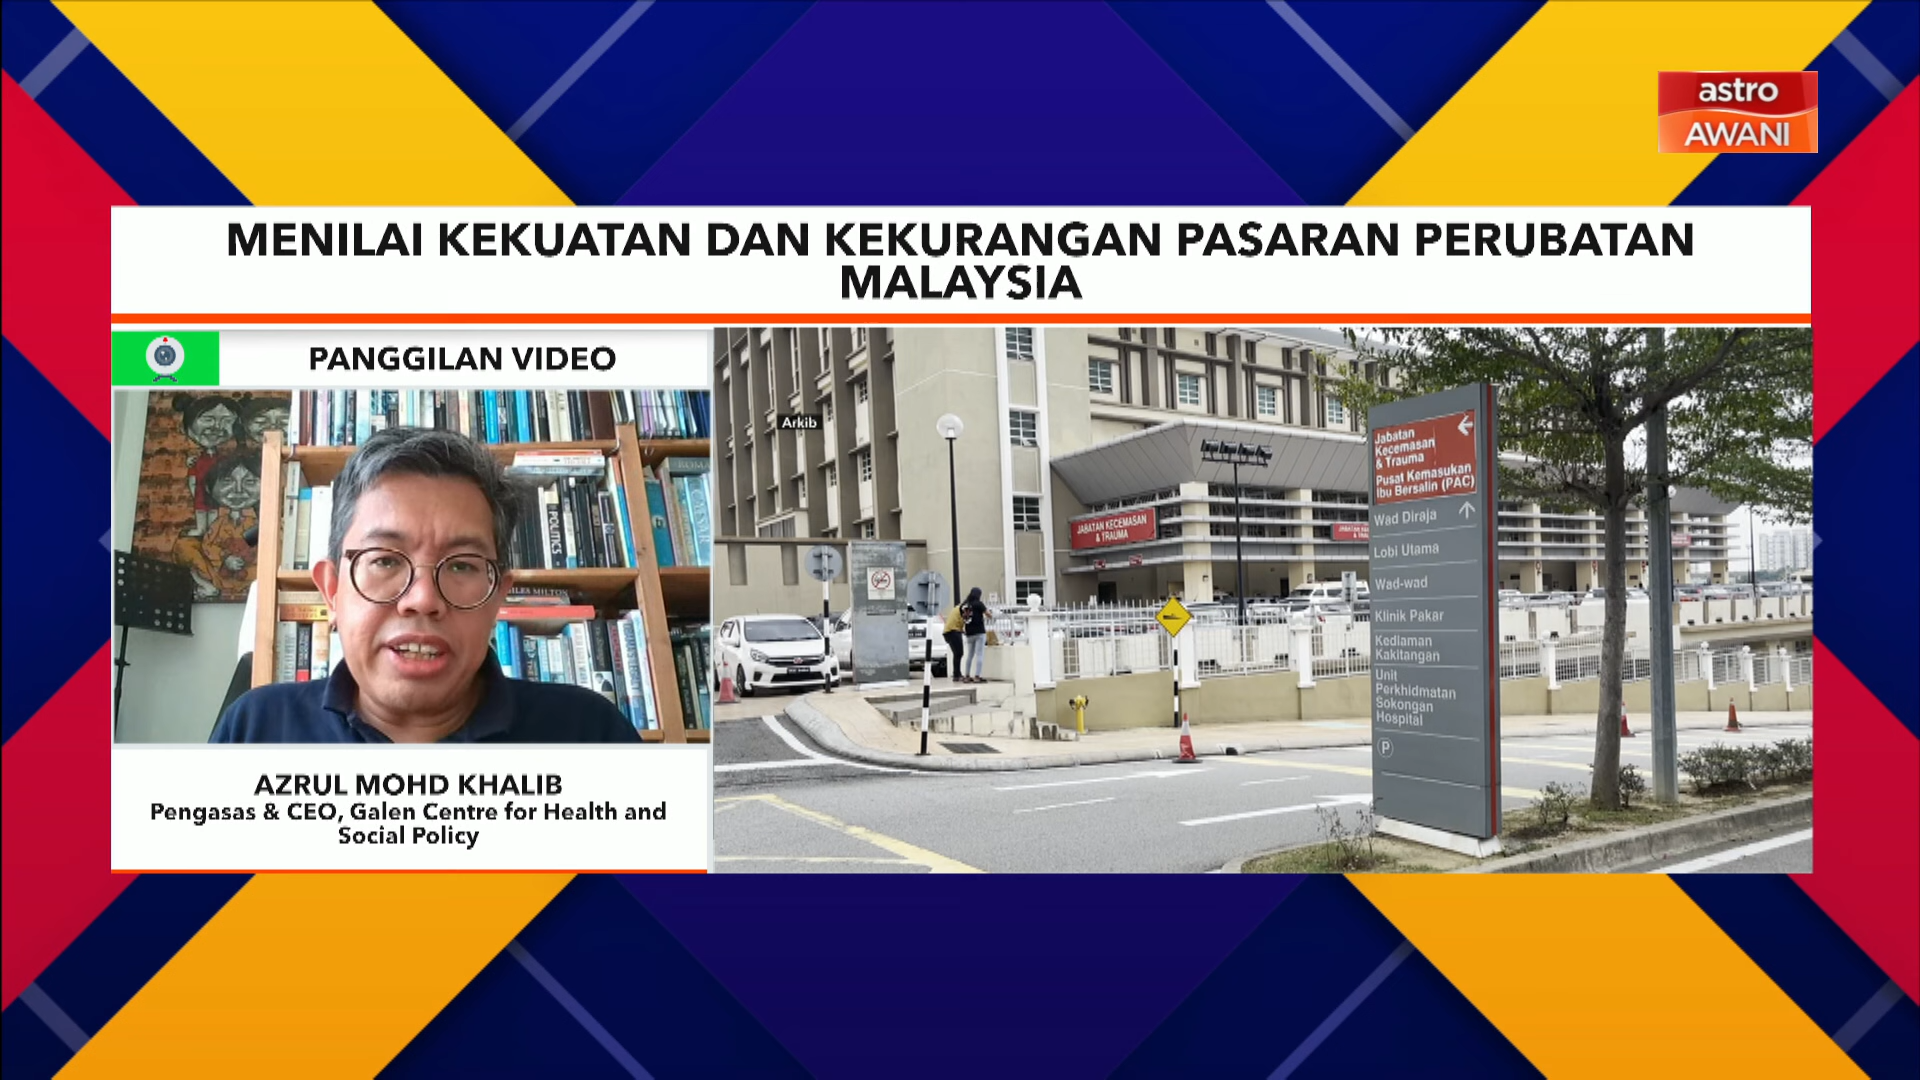 astro
AWANI
MENILAI KEKUATAN DAN KEKURANGAN PASARAN PERUBATAN
MALAYSIA
PANGGILAN VIDEO
POLITICS
GILES MILTON
AZRUL MOHD KHALIB
Pengasas & CEO, Galen Centre for Health and
Social Policy
Arkib
JABATAN KECEMASAN
& TRAUMA
Jabatan
Kecemasan
& Trauma
Pusat Kemasukan
Ibu Bersalin (PAC)
Wad Diraja
Lobi Utama
Wad-wad
Klinik Pakar
Kediaman
Kakitangan
Unit
Perkhidmatan
Sokongan
Hospital
P